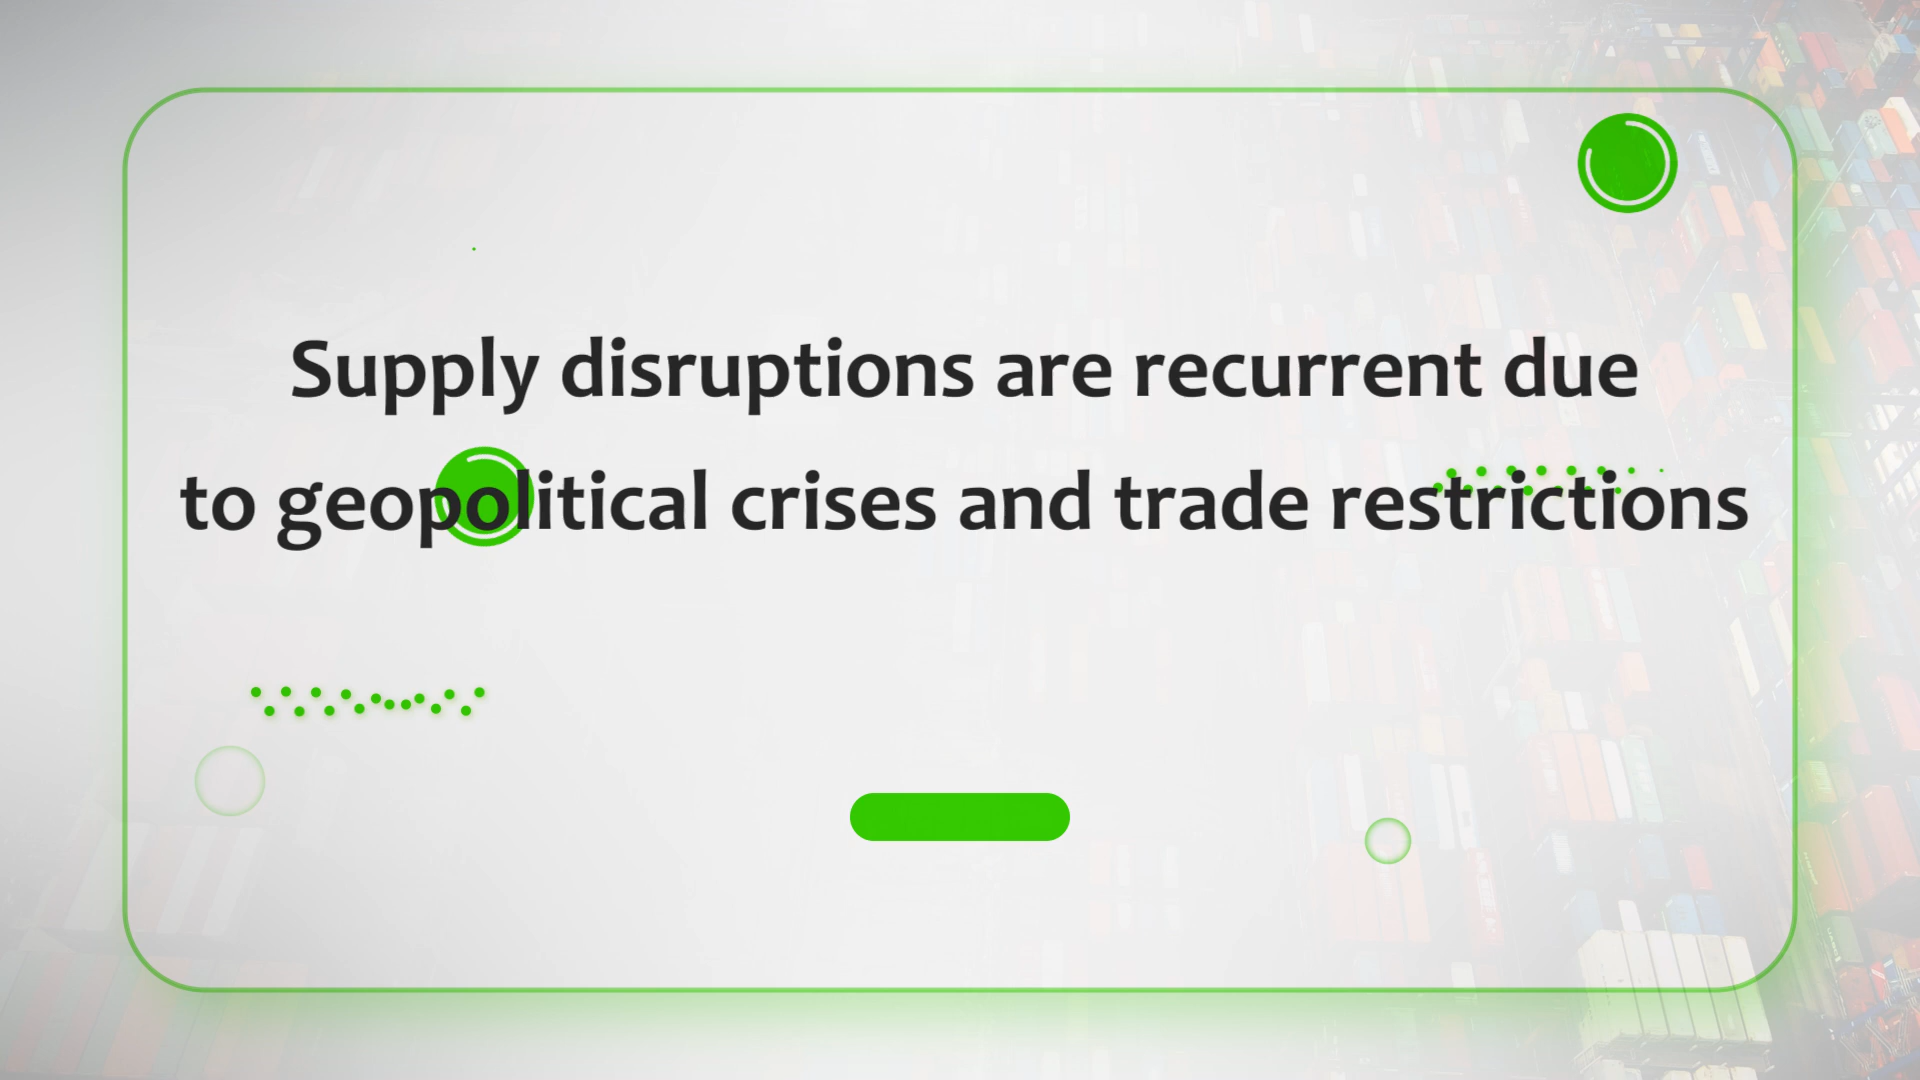 Supply disruptions are recurrent due
to geopolitical crises and trade restrictions